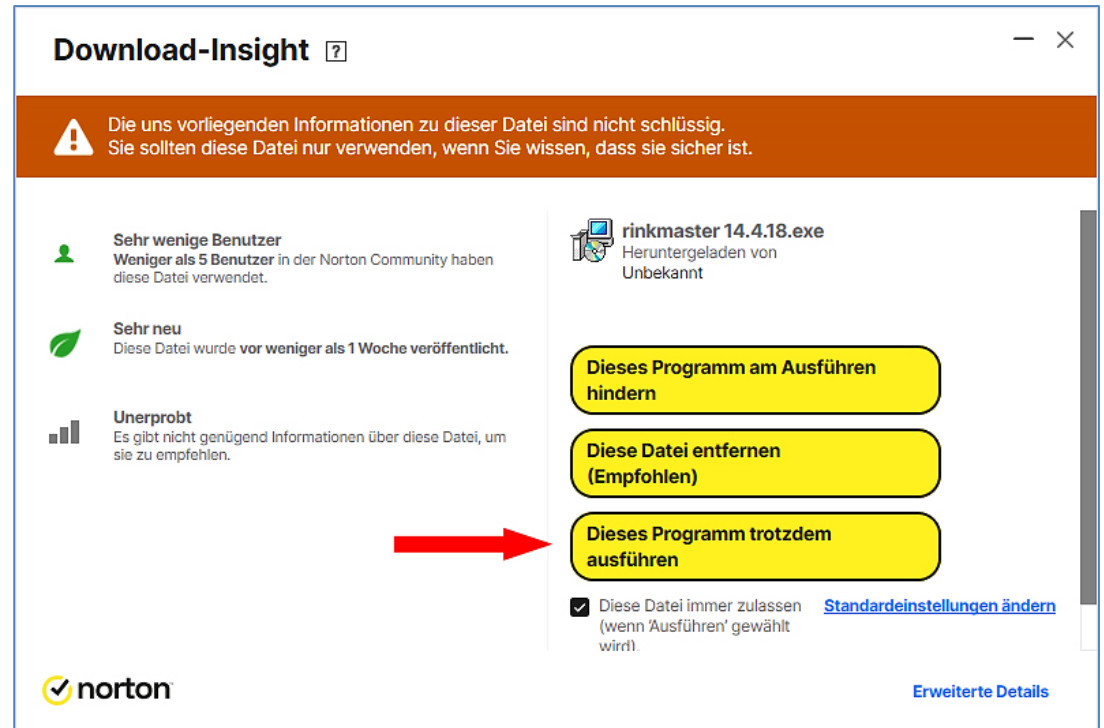 Download-Insight ?
Die uns vorliegenden Informationen zu dieser Datei sind nicht schlüssig.
Sie sollten diese Datei nur verwenden, wenn Sie wissen, dass sie sicher ist.
Sehr wenige Benutzer
Weniger als 5 Benutzer in der Norton Community haben
diese Datei verwendet.
Sehr neu
Diese Datei wurde vor weniger als 1 Woche veröffentlicht.
Unerprobt
Es gibt nicht genügend Informationen über diese Datei, um
sie zu empfehlen.
rinkmaster 14.4.18.exe
Heruntergeladen von
Unbekannt
Dieses Programm am Ausführen
hindern
Diese Datei entfernen
(Empfohlen)
Dieses Programm trotzdem
ausführen
Diese Datei immer zulassen
(wenn 'Ausführen' gewählt
wird).
Standardeinstellungen ändern
norton
Erweiterte Details